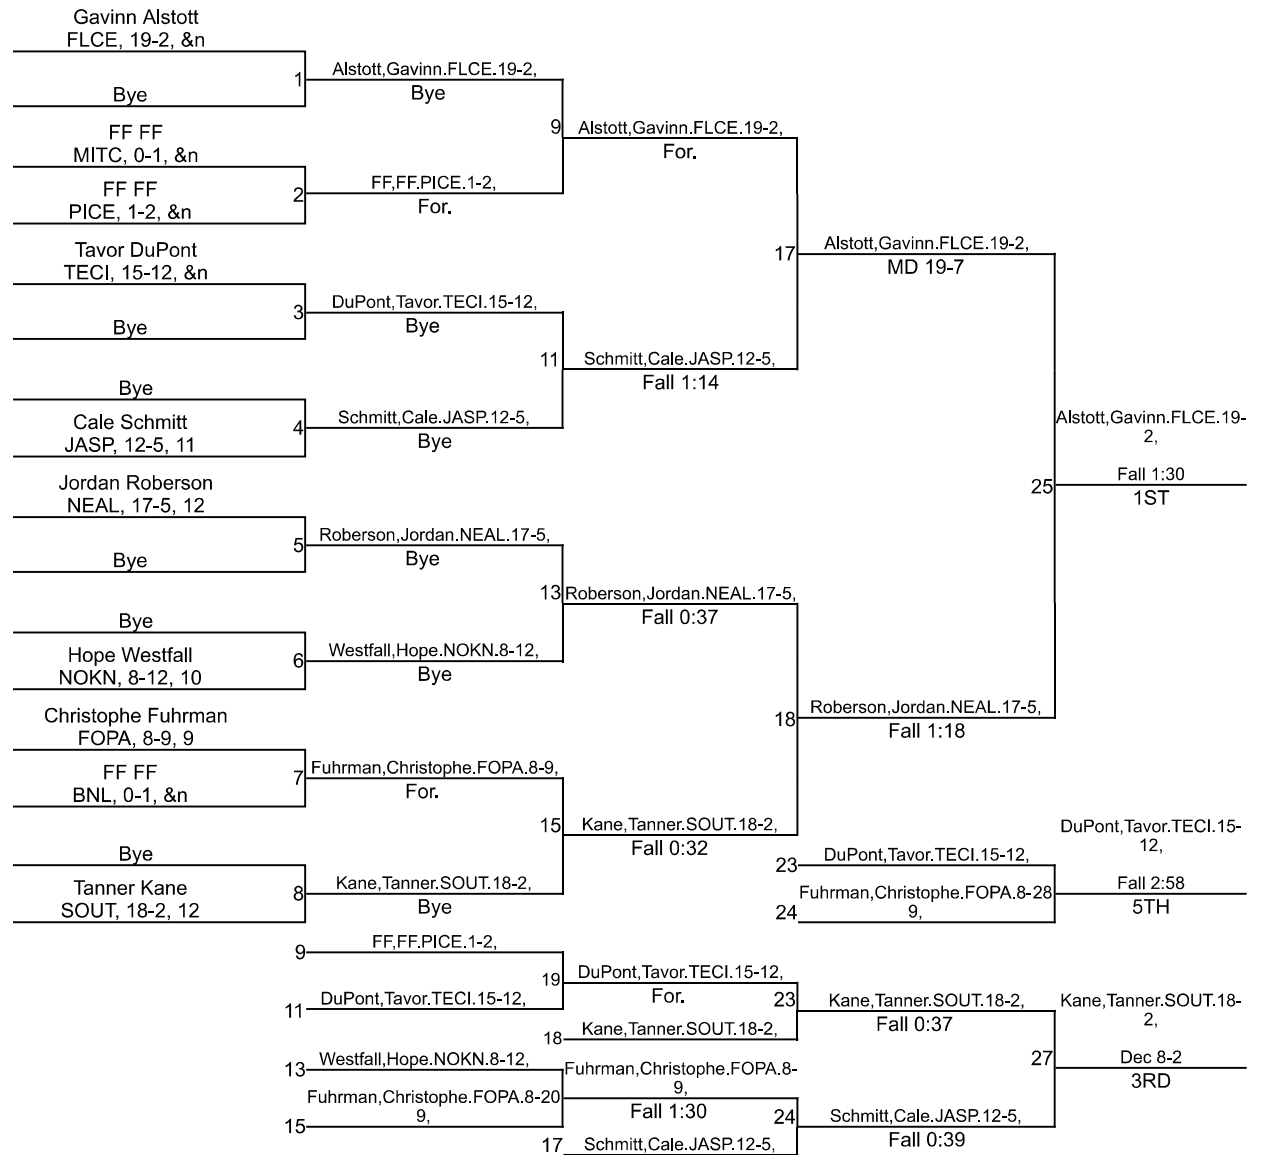 Gavinn Alstott
FLCE, 19-2, &n
1
Bye
Alstott,Gavinn.FLCE.19-2,
Bye
FF FF
MITC, 0-1, &n
9
Alstott,Gavinn.FLCE.19-2,
For.
FF FF
PICE, 1-2, &n
2
FF,FF.PICE.1-2,
For.
Tavor DuPont
TECI, 15-12, &n
17
Alstott,Gavinn.FLCE.19-2,
MD 19-7
3
DuPont,Tavor.TECI.15-12,
Bye
Bye
11
Schmitt,Cale.JASP.12-5,
Fall 1:14
Bye
Cale Schmitt
JASP, 12-5, 11
4
Schmitt,Cale.JASP.12-5,
Bye
Alstott,Gavinn.FLCE.19-
2,
Fall 1:30
25
1ST
Jordan Roberson
NEAL, 17-5, 12
5
Roberson,Jordan.NEAL.17-5,
Bye
Bye
13
Roberson,Jordan.NEAL.17-5,
Fall 0:37
Bye
Hope Westfall
NOKN, 8-12, 10
6
Westfall,Hope.NOKN.8-12,
Bye
Christophe Fuhrman
FOPA, 8-9, 9
18
Roberson,Jordan.NEAL.17-5,
Fall 1:18
FF FF
BNL, 0-1, &n
7
Fuhrman,Christophe.FOPA.8-9,
For.
15
Kane,Tanner.SOUT.18-2,
Fall 0:32
Bye
Tanner Kane
SOUT, 18-2, 12
8
Kane,Tanner.SOUT.18-2,
Bye
23
DuPont,Tavor.TECI.15-12,
24
Fuhrman,Christophe.FOPA.8-28
9,
DuPont,Tavor.TECI.15-
12,
Fall 2:58
5TH
9
FF,FF.PICE.1-2,
19
DuPont,Tavor.TECI.15-12,
For.
11
DuPont,Tavor.TECI.15-12,
23
Kane,Tanner.SOUT.18-2,
Fall 0:37
18
Kane,Tanner.SOUT.18-2,
Kane,Tanner.SOUT.18-
2,
27
Dec 8-2
3RD
13
Westfall,Hope.NOKN.8-12,
Fuhrman,Christophe.FOPA.8-
9,
Fall 1:30
Fuhrman,Christophe.FOPA.8-20
9,
15
24
Schmitt,Cale.JASP.12-5,
Fall 0:39
17
Schmitt,Cale.JASP.12-5,